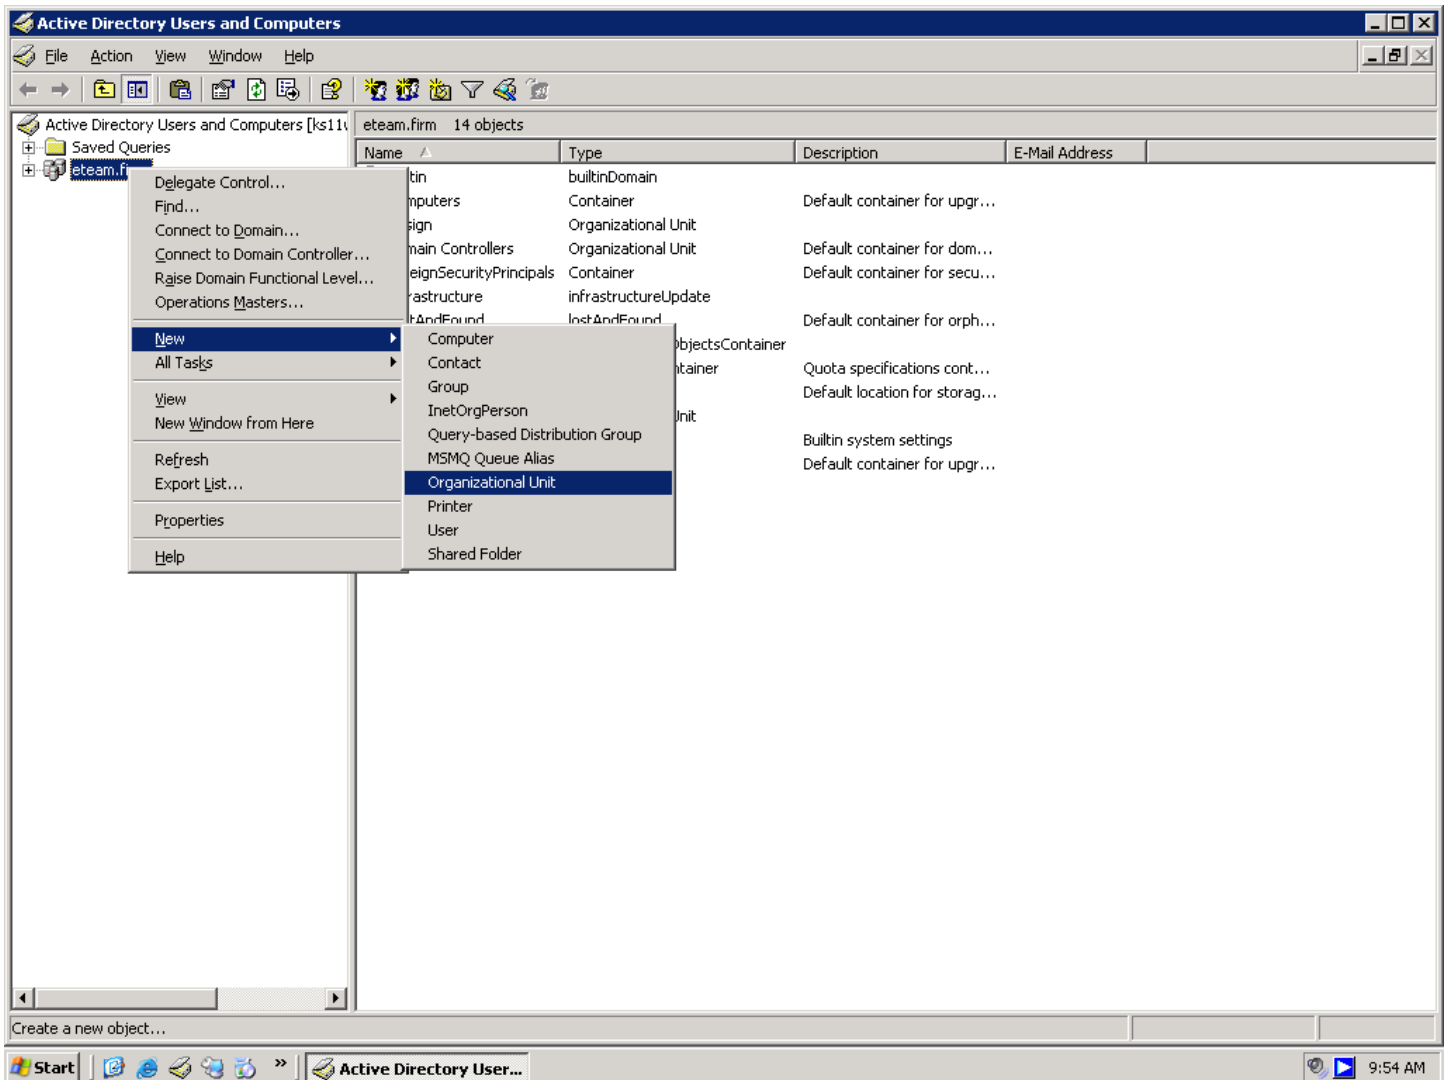 Active Directory Users and Computers
File Action View Window Help
Active Directory Users and Computers [ks11
eteam.firm 14 objects
Saved Queries
eteam.fi
Name Type Description E-Mail Address
tin builtinDomain
mputers Container Default container for upgr...
sign Organizational Unit
main Controllers Organizational Unit Default container for dom...
eignSecurityPrincipals Container Default container for secu...
rastructure infrastructureUpdate
tAndFound lostAndFound Default container for orph...
bjectsContainer
tainer Quota specifications cont...
Default location for storag...
Unit
Builtin system settings
Default container for upgr...
Delegate Control...
Find...
Connect to Domain...
Connect to Domain Controller...
Raise Domain Functional Level...
Operations Masters...
New
All Tasks
View
New Window from Here
Refresh
Export List...
Properties
Help
Computer
Contact
Group
InetOrgPerson
Query-based Distribution Group
MSMQ Queue Alias
Organizational Unit
Printer
User
Shared Folder
Create a new object...
Start » Active Directory User... 9:54 AM